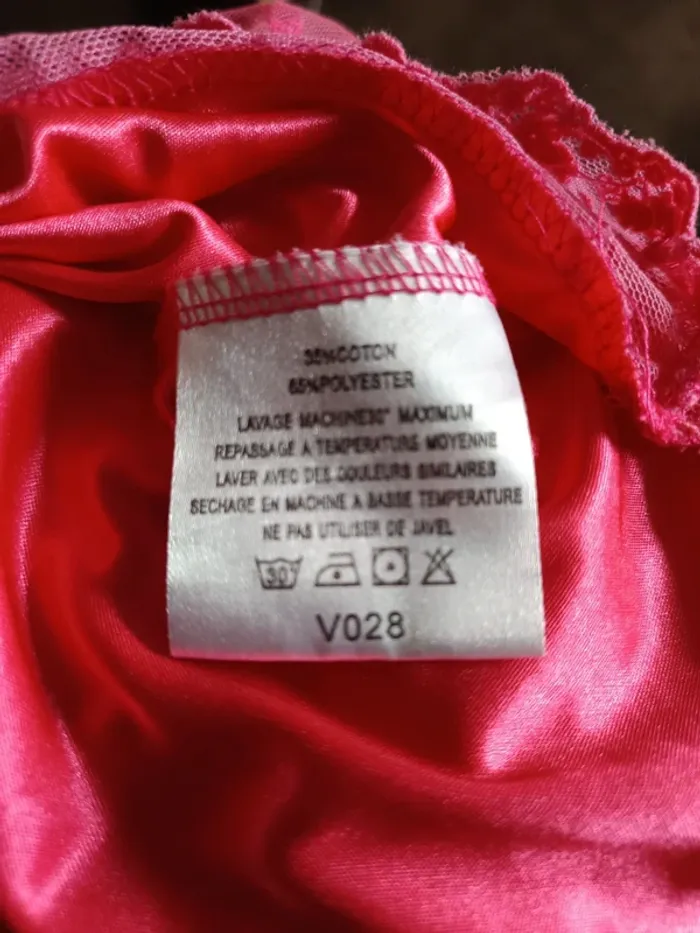 35%COTON
65%POLYESTER
LAVAGE MACHINE30° MAXIMUM
REPASSAGE A TEMPERATURE MOYENNE
LAVER AVEC DES COULEURS SIMILAIRES
SECHAGE EN MACHINE A BASSE TEMPERATURE
NE PAS UTILISER DE JAVEL
30°
V028